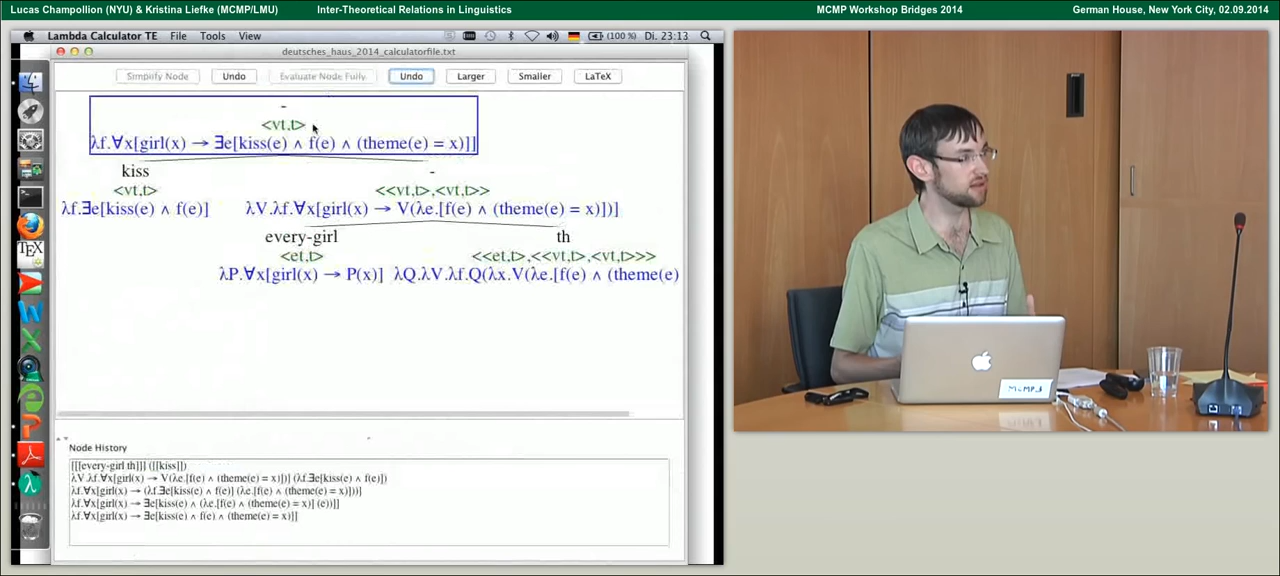 Lucas Champollion (NYU) & Kristina Liefke (MCMP/LMU) Inter-Theoretical Relations in Linguistics MCMP Workshop Bridges 2014 German House, New York City, 02.09.2014
Lambda Calculator TE File Tools View (100 %) Di. 23:13
deutsches_haus_2014_calculatorfile.txt
Simplify Node Undo Evaluate Node Fully Undo Larger Smaller LaTeX
-
<vt,t>
λf.∀x[girl(x) → ∃e[kiss(e) ∧ f(e) ∧ (theme(e) = x)]]
kiss -
<vt,t> <<vt,t>,<vt,t>>
λf.∃e[kiss(e) ∧ f(e)] λV.λf.∀x[girl(x) → V(λe.[f(e) ∧ (theme(e) = x)])]
every-girl th
<et,t> <<et,t>,<<vt,t>,<vt,t>>>
λP.∀x[girl(x) → P(x)] λQ.λV.λf.Q(λx.V(λe.[f(e) ∧ (theme(e)
Node History
[[[every-girl th]]] ([[kiss]])
λV.λf.∀x[girl(x) → V(λe.[f(e) ∧ (theme(e) = x)])] (λf.∃e[kiss(e) ∧ f(e)])
λf.∀x[girl(x) → (λf.∃e[kiss(e) ∧ f(e)] (λe.[f(e) ∧ (theme(e) = x)]))]
λf.∀x[girl(x) → ∃e[kiss(e) ∧ (λe.[f(e) ∧ (theme(e) = x)] (e))]]
λf.∀x[girl(x) → ∃e[kiss(e) ∧ f(e) ∧ (theme(e) = x)]]
TEX
MCMP